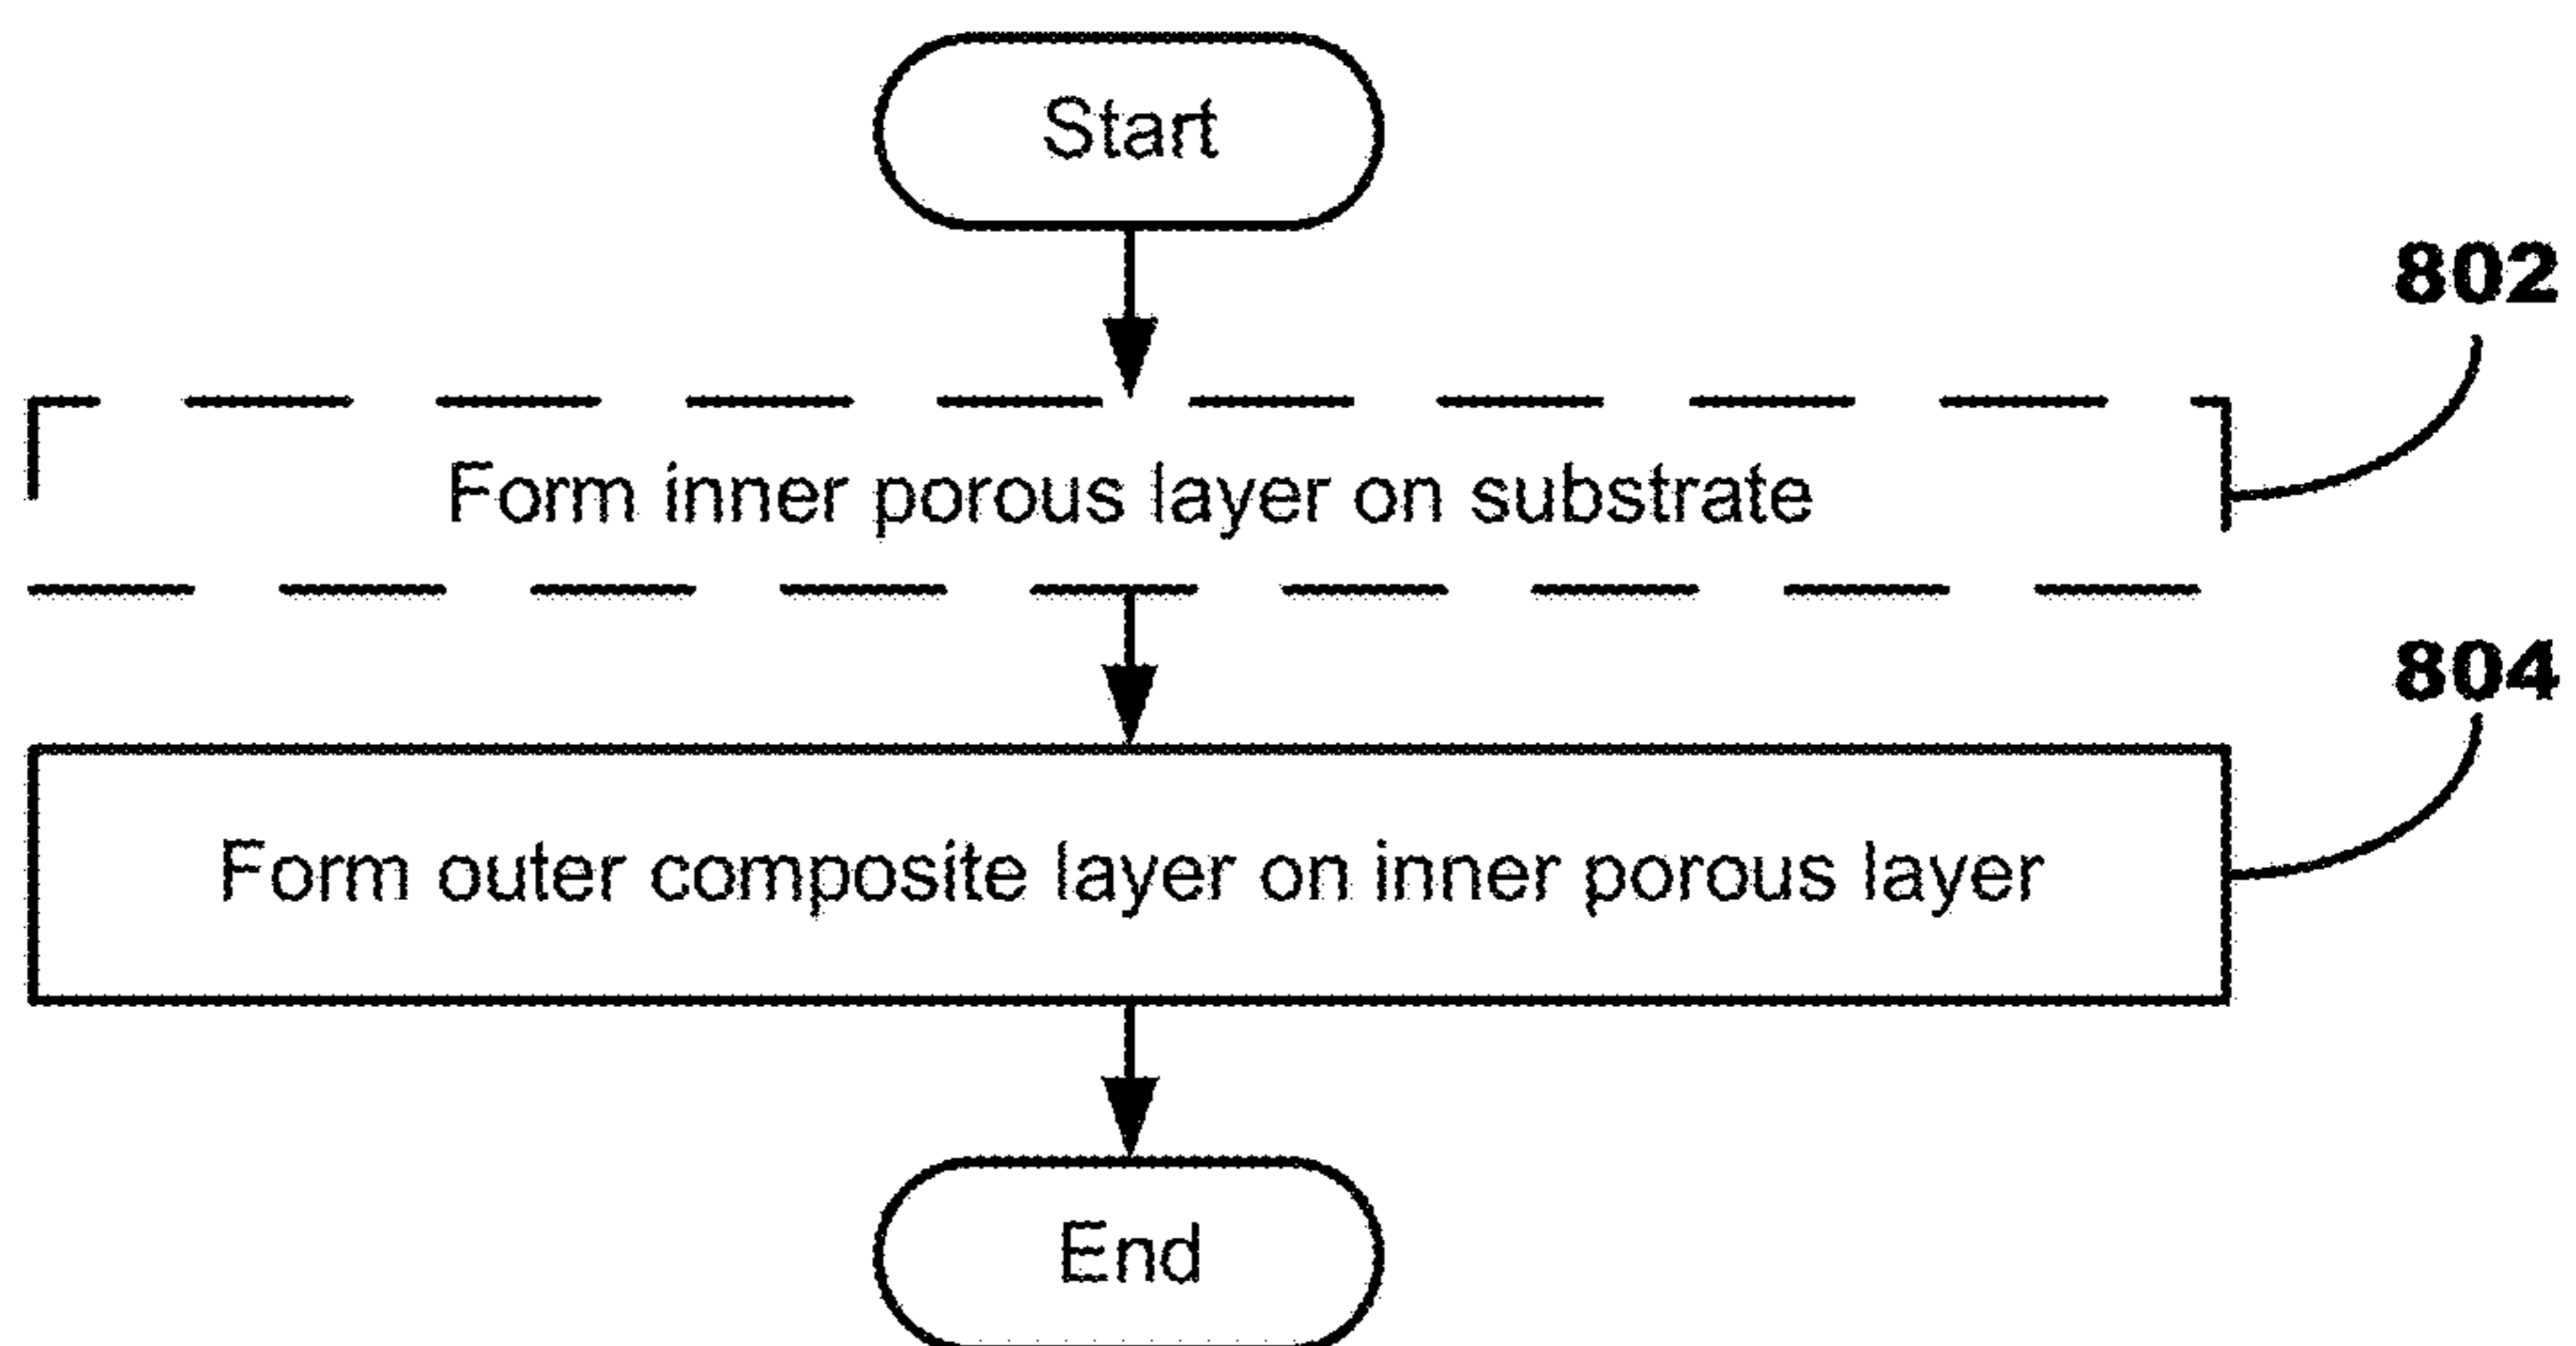 Start
802
Form inner porous layer on substrate
804
Form outer composite layer on inner porous layer
End